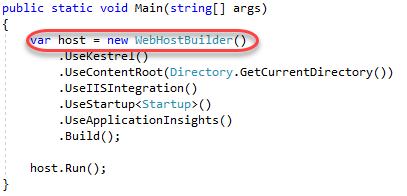 public static void Main(string[] args)
{
    var host = new WebHostBuilder()
        .UseKestrel()
        .UseContentRoot(Directory.GetCurrentDirectory())
        .UseIISIntegration()
        .UseStartup<Startup>()
        .UseApplicationInsights()
        .Build();

    host.Run();
}